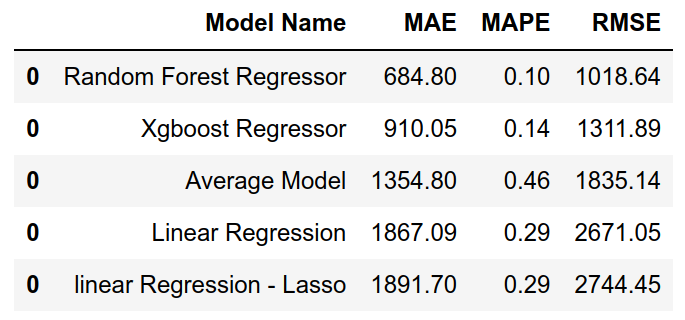 Model Name MAE MAPE RMSE
0 Random Forest Regressor 684.80 0.10 1018.64
0 Xgboost Regressor 910.05 0.14 1311.89
0 Average Model 1354.80 0.46 1835.14
0 Linear Regression 1867.09 0.29 2671.05
0 linear Regression - Lasso 1891.70 0.29 2744.45